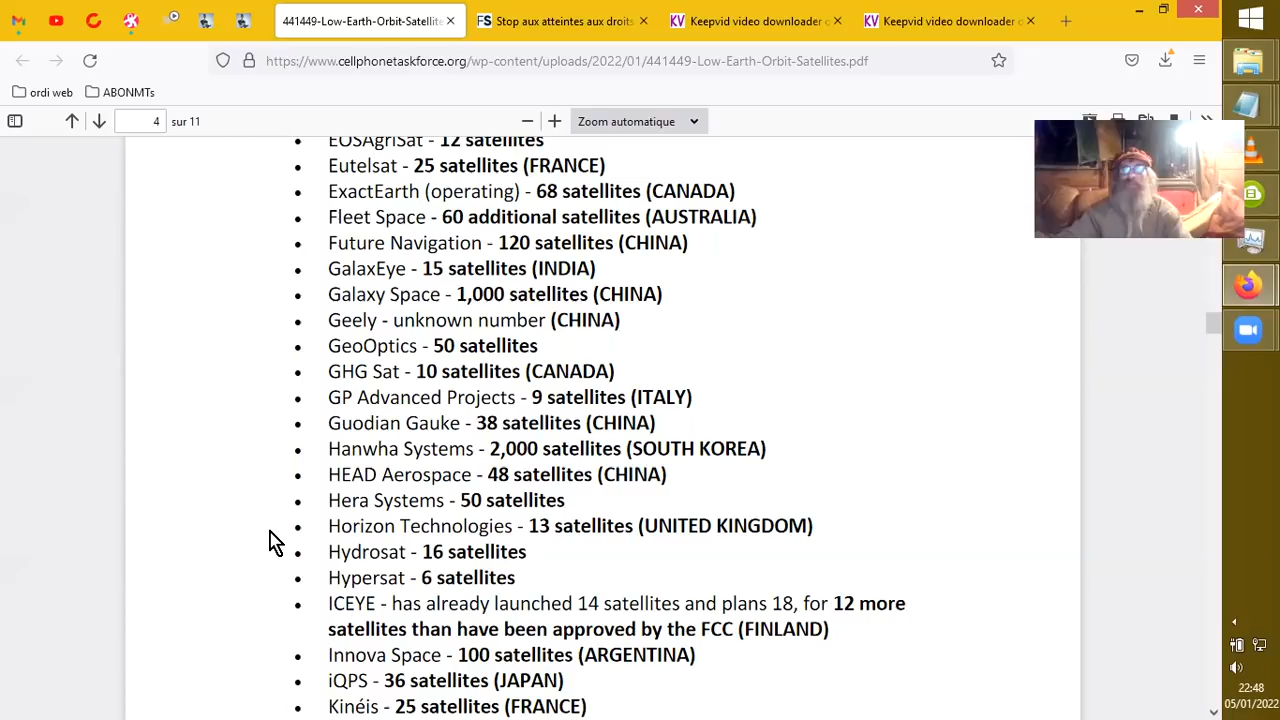 441449-Low-Earth-Orbit-Satellite
Stop aux atteintes aux droits
Keepvid video downloader o
Keepvid video downloader o
https://www.cellphonetaskforce.org/wp-content/uploads/2022/01/441449-Low-Earth-Orbit-Satellites.pdf
ordi web
ABONMTs
4 sur 11
Zoom automatique
EOSAgriSat - 12 satellites
Eutelsat - 25 satellites (FRANCE)
ExactEarth (operating) - 68 satellites (CANADA)
Fleet Space - 60 additional satellites (AUSTRALIA)
Future Navigation - 120 satellites (CHINA)
GalaxEye - 15 satellites (INDIA)
Galaxy Space - 1,000 satellites (CHINA)
Geely - unknown number (CHINA)
GeoOptics - 50 satellites
GHG Sat - 10 satellites (CANADA)
GP Advanced Projects - 9 satellites (ITALY)
Guodian Gauke - 38 satellites (CHINA)
Hanwha Systems - 2,000 satellites (SOUTH KOREA)
HEAD Aerospace - 48 satellites (CHINA)
Hera Systems - 50 satellites
Horizon Technologies - 13 satellites (UNITED KINGDOM)
Hydrosat - 16 satellites
Hypersat - 6 satellites
ICEYE - has already launched 14 satellites and plans 18, for 12 more
satellites than have been approved by the FCC (FINLAND)
Innova Space - 100 satellites (ARGENTINA)
iQPS - 36 satellites (JAPAN)
Kinéis - 25 satellites (FRANCE)
22:48
05/01/2022